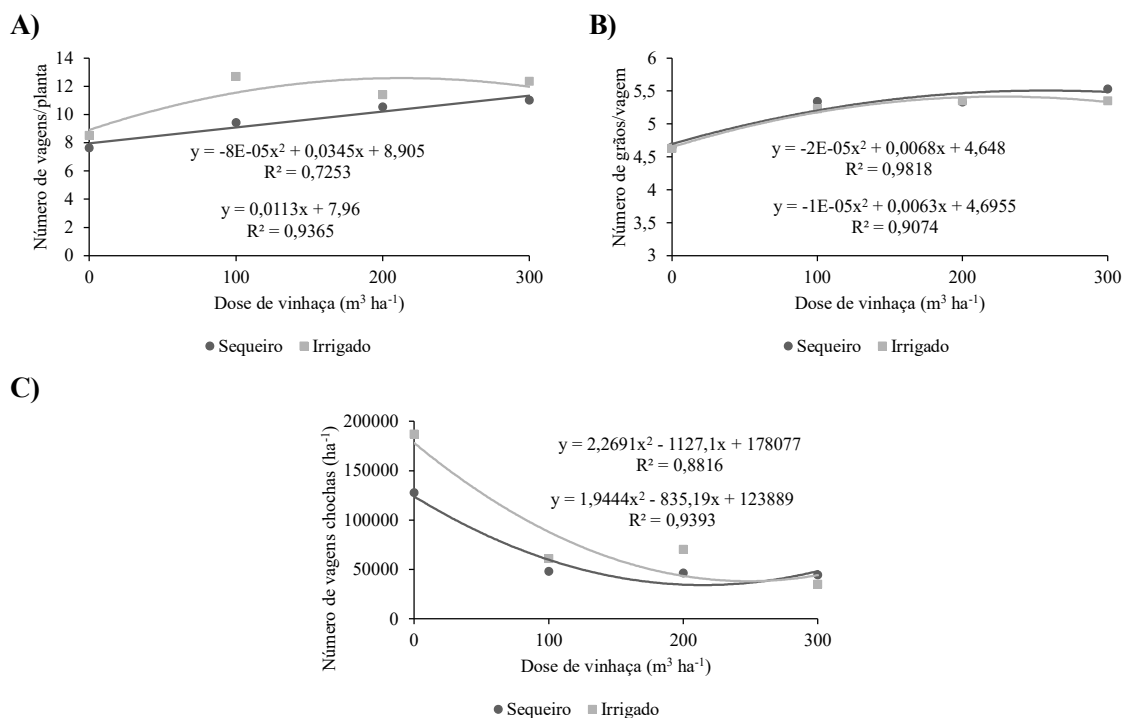 A)
Número de vagens/planta
14
12
10
8
6
4
2
0
y = -8E-05x² + 0,0345x + 8,905
R² = 0,7253
y = 0,0113x + 7,96
R² = 0,9365
0 100 200 300
Dose de vinhaça (m³ ha⁻¹)
Sequeiro Irrigado
B)
Número de grãos/vagem
6
5,5
5
4,5
4
3,5
3
y = -2E-05x² + 0,0068x + 4,648
R² = 0,9818
y = -1E-05x² + 0,0063x + 4,6955
R² = 0,9074
0 100 200 300
Dose de vinhaça (m³ ha⁻¹)
Sequeiro Irrigado
C)
Número de vagens chochas (ha⁻¹)
200000
150000
100000
50000
0
y = 2,2691x² - 1127,1x + 178077
R² = 0,8816
y = 1,9444x² - 835,19x + 123889
R² = 0,9393
0 100 200 300
Dose de vinhaça (m³ ha⁻¹)
Sequeiro Irrigado